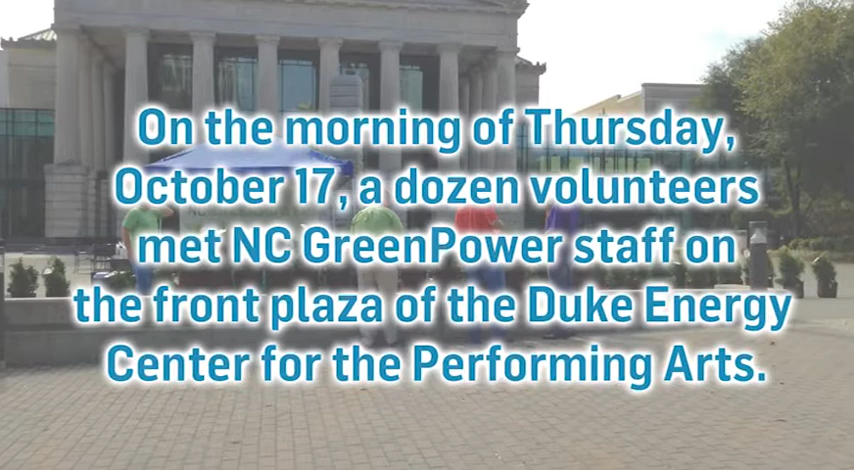 On the morning of Thursday,
October 17, a dozen volunteers
met NC GreenPower staff on
the front plaza of the Duke Energy
Center for the Performing Arts.